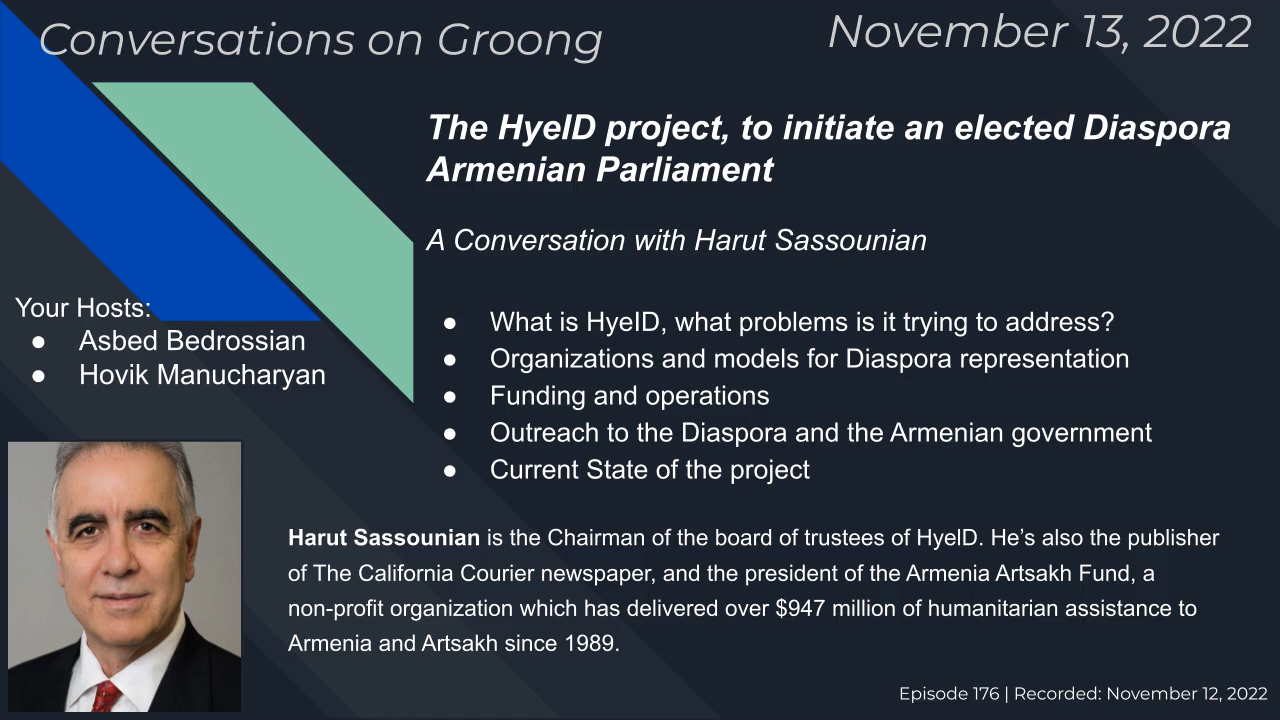 Conversations on Groong
November 13, 2022
The HyeID project, to initiate an elected Diaspora
Armenian Parliament
A Conversation with Harut Sassounian
Your Hosts:
● Asbed Bedrossian
● Hovik Manucharyan
● What is HyeID, what problems is it trying to address?
● Organizations and models for Diaspora representation
● Funding and operations
● Outreach to the Diaspora and the Armenian government
● Current State of the project
Harut Sassounian is the Chairman of the board of trustees of HyeID. He’s also the publisher
of The California Courier newspaper, and the president of the Armenia Artsakh Fund, a
non-profit organization which has delivered over $947 million of humanitarian assistance to
Armenia and Artsakh since 1989.
Episode 176 | Recorded: November 12, 2022